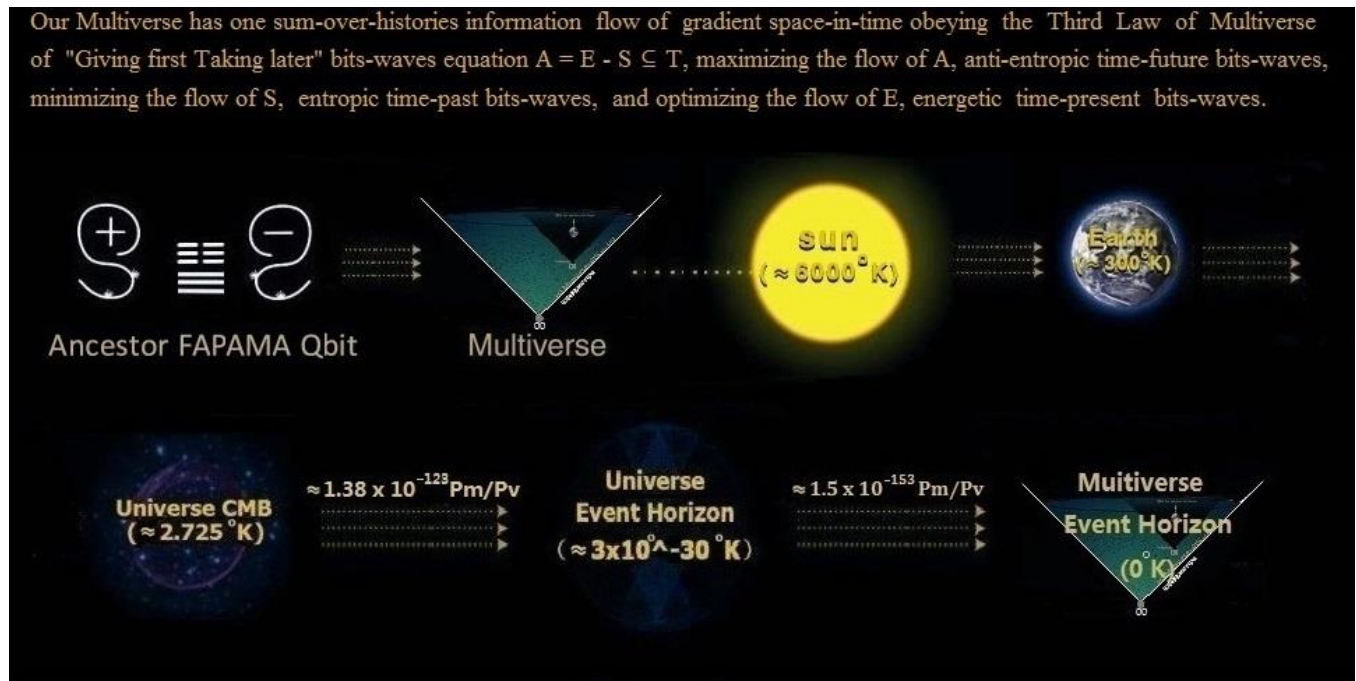 Our Multiverse has one sum-over-histories information flow of gradient space-in-time obeying the Third Law of Multiverse
of "Giving first Taking later" bits-waves equation A = E - S ⊆ T, maximizing the flow of A, anti-entropic time-future bits-waves,
minimizing the flow of S, entropic time-past bits-waves, and optimizing the flow of E, energetic time-present bits-waves.
+
−
sun
(≈ 6000°K)
Earth
(≈ 300°K)
Ancestor FAPAMA Qbit
Multiverse
Universe CMB
(≈ 2.725 °K)
≈ 1.38 x 10⁻¹²³ Pm/Pv
Universe
Event Horizon
(≈ 3x10^-30 °K)
≈ 1.5 x 10⁻¹⁵³ Pm/Pv
Muitiverse
Event Horizon
(0°K)